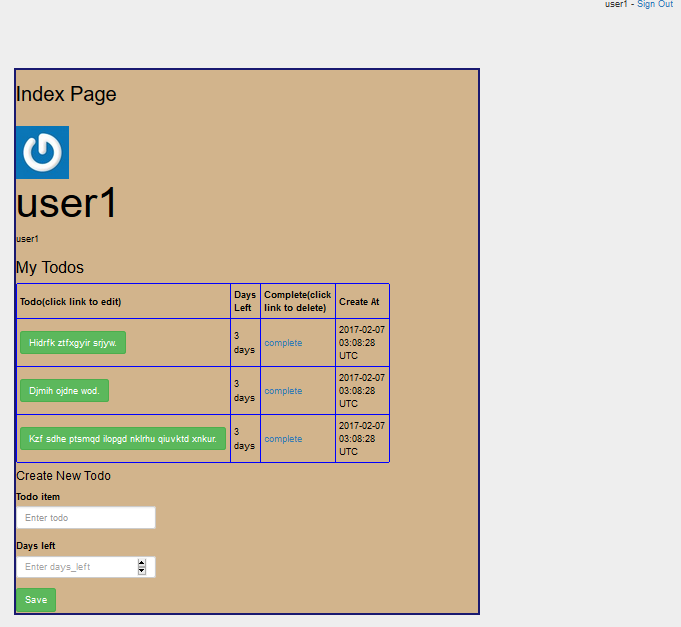 user1 - Sign Out
Index Page
user1
user1
My Todos
Todo(click link to edit)
Days
Left
Complete(click
link to delete)
Create At
Hidrfk ztfxgyir srjyw.
3
days
complete
2017-02-07
03:08:28
UTC
Djmih ojdne wod.
3
days
complete
2017-02-07
03:08:28
UTC
Kzf sdhe ptsmqd ilopgd nklrhu qiuvktd xnkur.
3
days
complete
2017-02-07
03:08:28
UTC
Create New Todo
Todo item
Enter todo
Days left
Enter days_left
Save